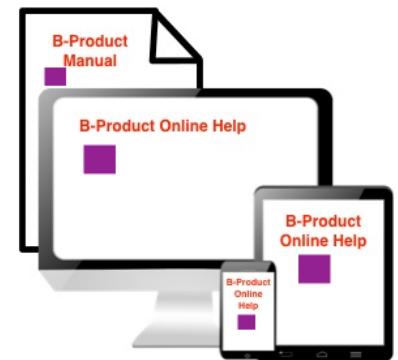 B-Product
Manual
B-Product Online Help
B-Product
Online Help
B-Product
Online
Help